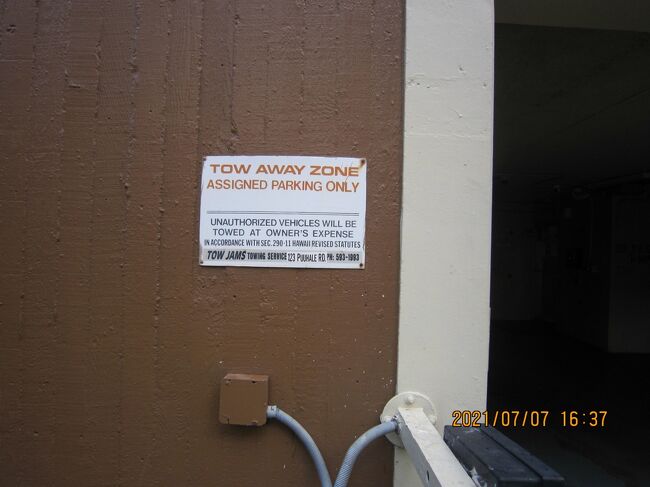 TOW AWAY ZONE
ASSIGNED PARKING ONLY
UNAUTHORIZED VEHICLES WILL BE
TOWED AT OWNER'S EXPENSE
IN ACCORDANCE WITH SEC. 290-11 HAWAII REVISED STATUTES
TOW JAMS TOWING SERVICE 123 PUUHALE RD. PH: 593-1993
2021/07/07 16:37